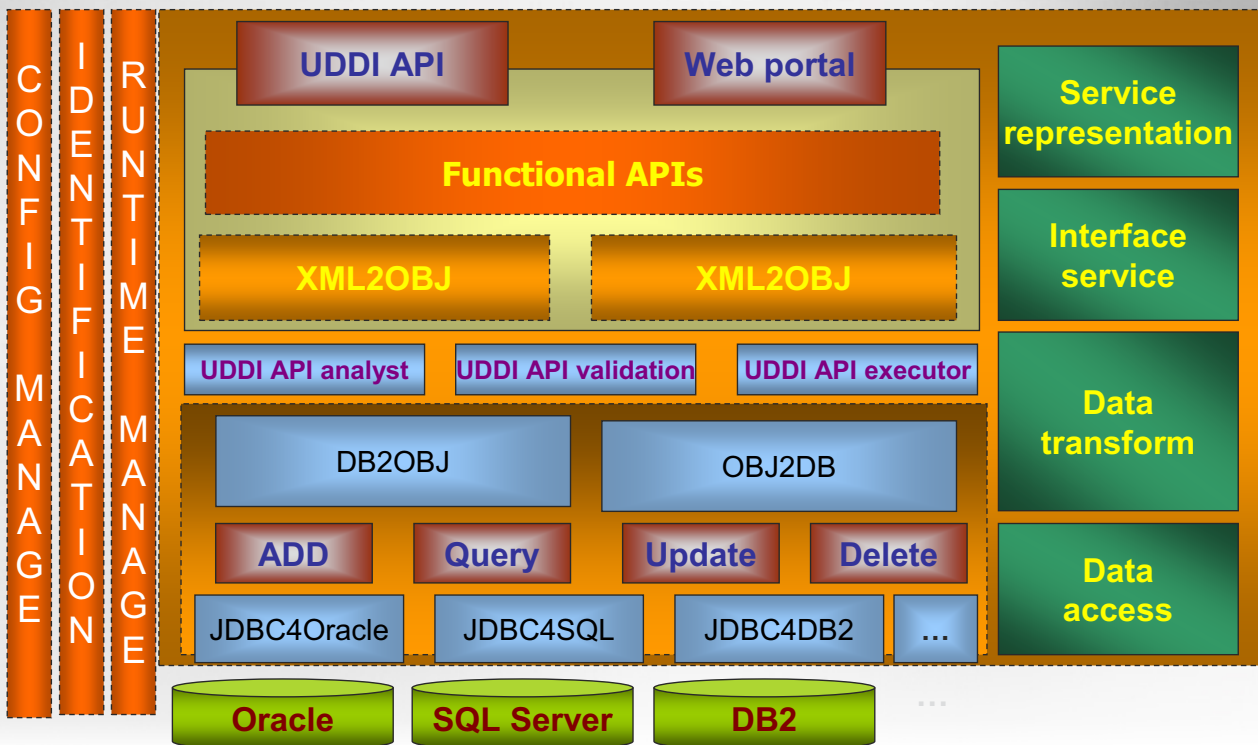 CONFIG MANAGE
IDENTIFICATION
RUNTIME MANAGE
UDDI API
Web portal
Functional APIs
XML2OBJ
XML2OBJ
UDDI API analyst
UDDI API validation
UDDI API executor
DB2OBJ
OBJ2DB
ADD
Query
Update
Delete
JDBC4Oracle
JDBC4SQL
JDBC4DB2
...
Oracle
SQL Server
DB2
...
Service
representation
Interface
service
Data
transform
Data
access